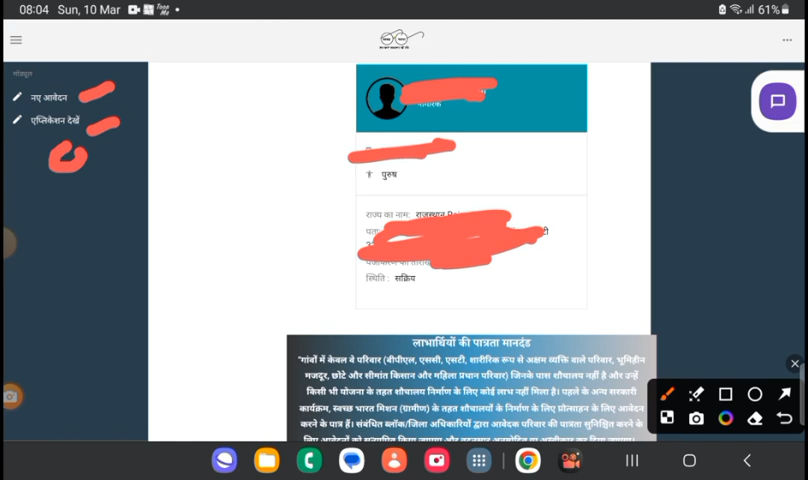 08:04 Sun, 10 Mar
61%
मॉड्यूल
नए आवेदन
एप्लिकेशन देखें
नागरिक
पुरुष
राज्य का नाम: राजस्थान
पता
स्थिति : सक्रिय
लाभार्थियों की पात्रता मानदंड
"गांवों में केवल वे परिवार (बीपीएल, एससी, एसटी, शारीरिक रूप से अक्षम व्यक्ति वाले परिवार, भूमिहीन
मजदूर, छोटे और सीमांत किसान और महिला प्रधान परिवार) जिनके पास शौचालय नहीं है और उन्हें
किसी भी योजना के तहत शौचालय निर्माण के लिए कोई लाभ नहीं मिला है। पहले के अन्य सरकारी
कार्यक्रम, स्वच्छ भारत मिशन (ग्रामीण) के तहत शौचालयों के निर्माण के लिए प्रोत्साहन के लिए आवेदन
करने के पात्र हैं। संबंधित ब्लॉक/जिला अधिकारियों द्वारा आवेदक परिवार की पात्रता सुनिश्चित करने के